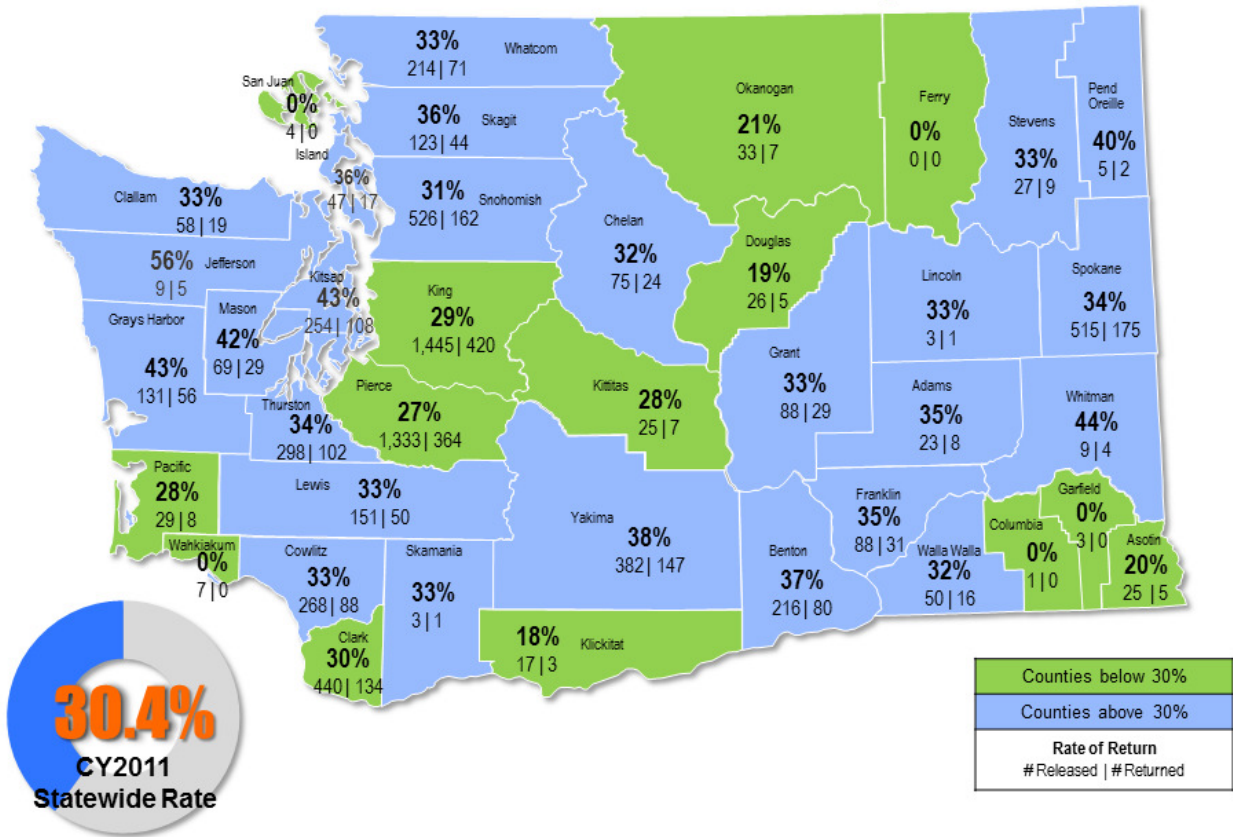 33%
Whatcom
214 | 71
San Juan
0%
4 | 0
Island
36%
47 | 17
36%
Skagit
123 | 44
31%
Snohomish
526 | 162
Okanogan
21%
33 | 7
Ferry
0%
0 | 0
Stevens
33%
27 | 9
Pend
Oreille
40%
5 | 2
Clallam
33%
58 | 19
56%
Jefferson
9 | 5
Kitsap
43%
254 | 108
Mason
42%
69 | 29
Grays Harbor
43%
131 | 56
King
29%
1,445 | 420
Chelan
32%
75 | 24
Douglas
19%
26 | 5
Lincoln
33%
3 | 1
Spokane
34%
515 | 175
Thurston
34%
298 | 102
Pierce
27%
1,333 | 364
Kittitas
28%
25 | 7
Grant
33%
88 | 29
Adams
35%
23 | 8
Whitman
44%
9 | 4
Pacific
28%
29 | 8
Lewis
33%
151 | 50
Yakima
38%
382 | 147
Benton
37%
216 | 80
Franklin
35%
88 | 31
Walla Walla
32%
50 | 16
Columbia
0%
1 | 0
Garfield
0%
3 | 0
Asotin
20%
25 | 5
Wahkiakum
0%
7 | 0
Cowlitz
33%
268 | 88
Skamania
33%
3 | 1
Clark
30%
440 | 134
18%
Klickitat
17 | 3
30.4%
CY2011
Statewide Rate
Counties below 30%
Counties above 30%
Rate of Return
# Released | # Returned